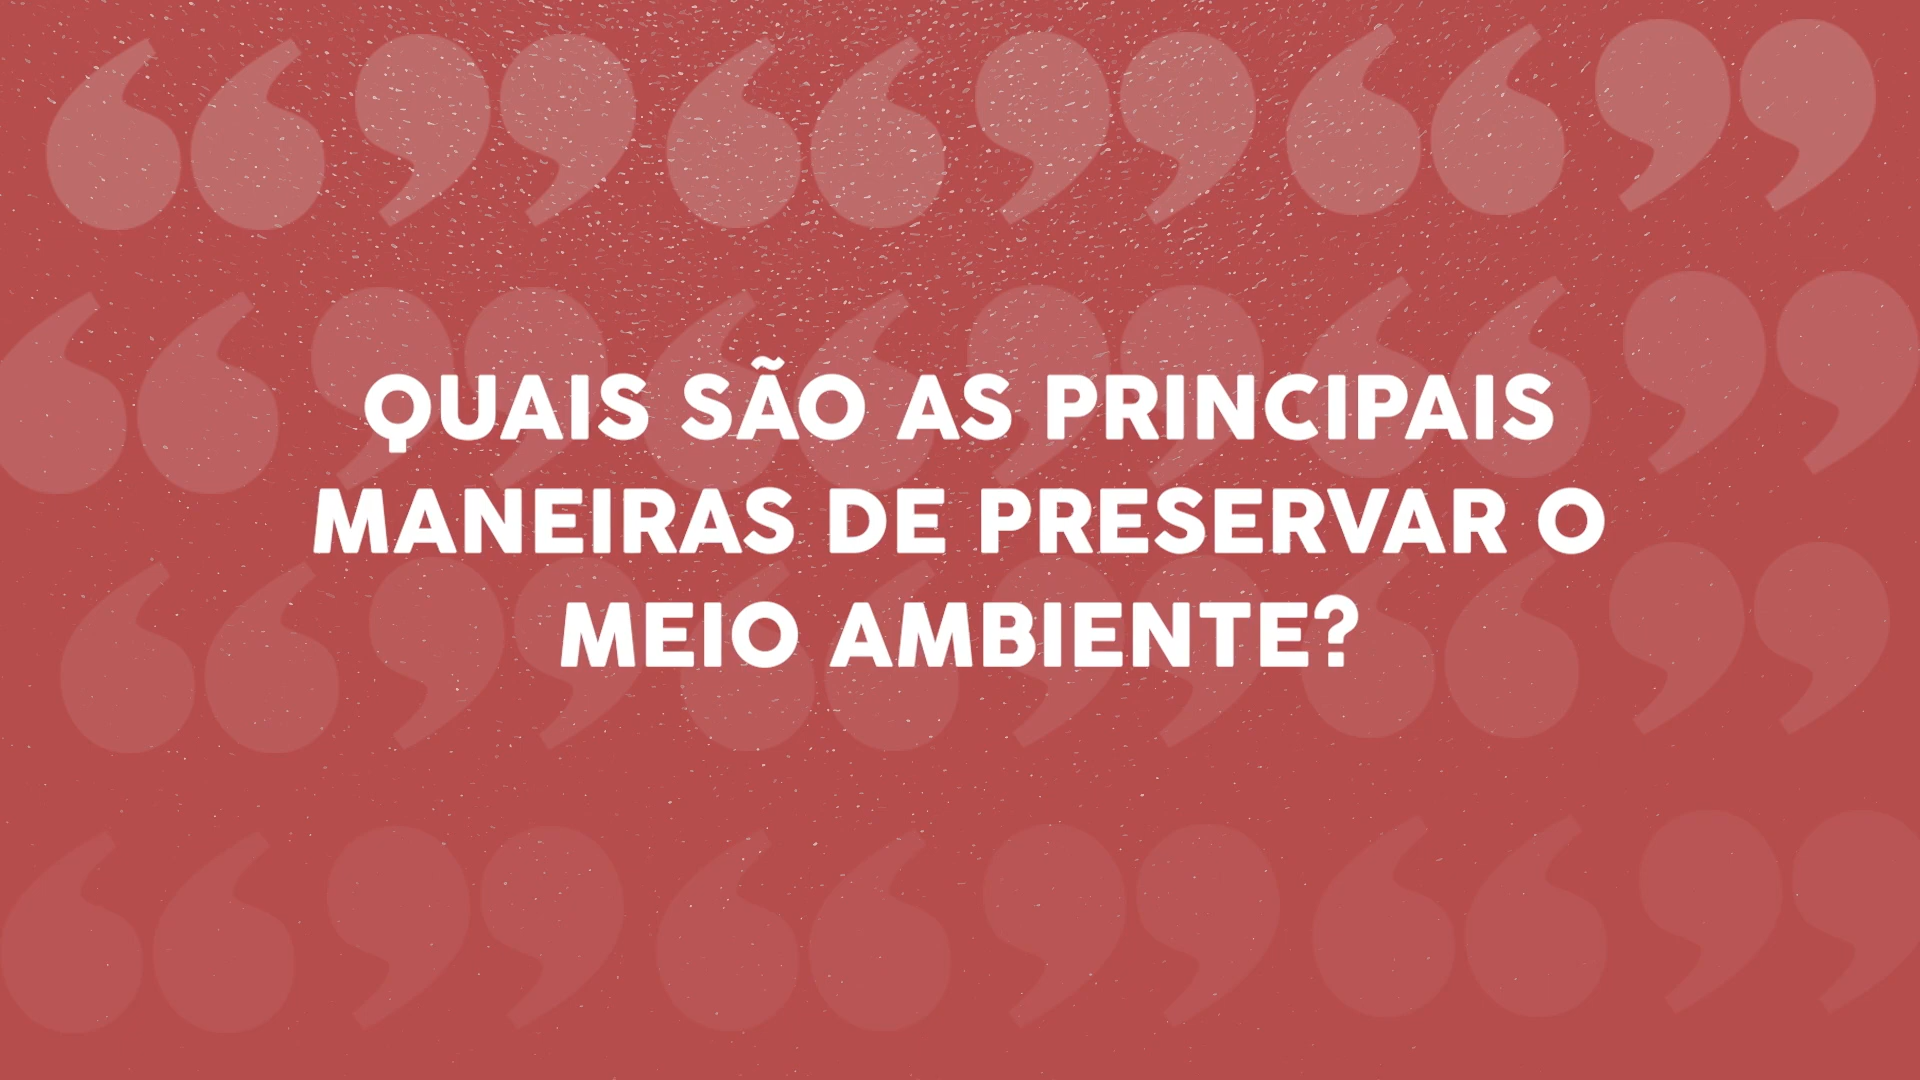 QUAIS SÃO AS PRINCIPAIS
MANEIRAS DE PRESERVAR O
MEIO AMBIENTE?